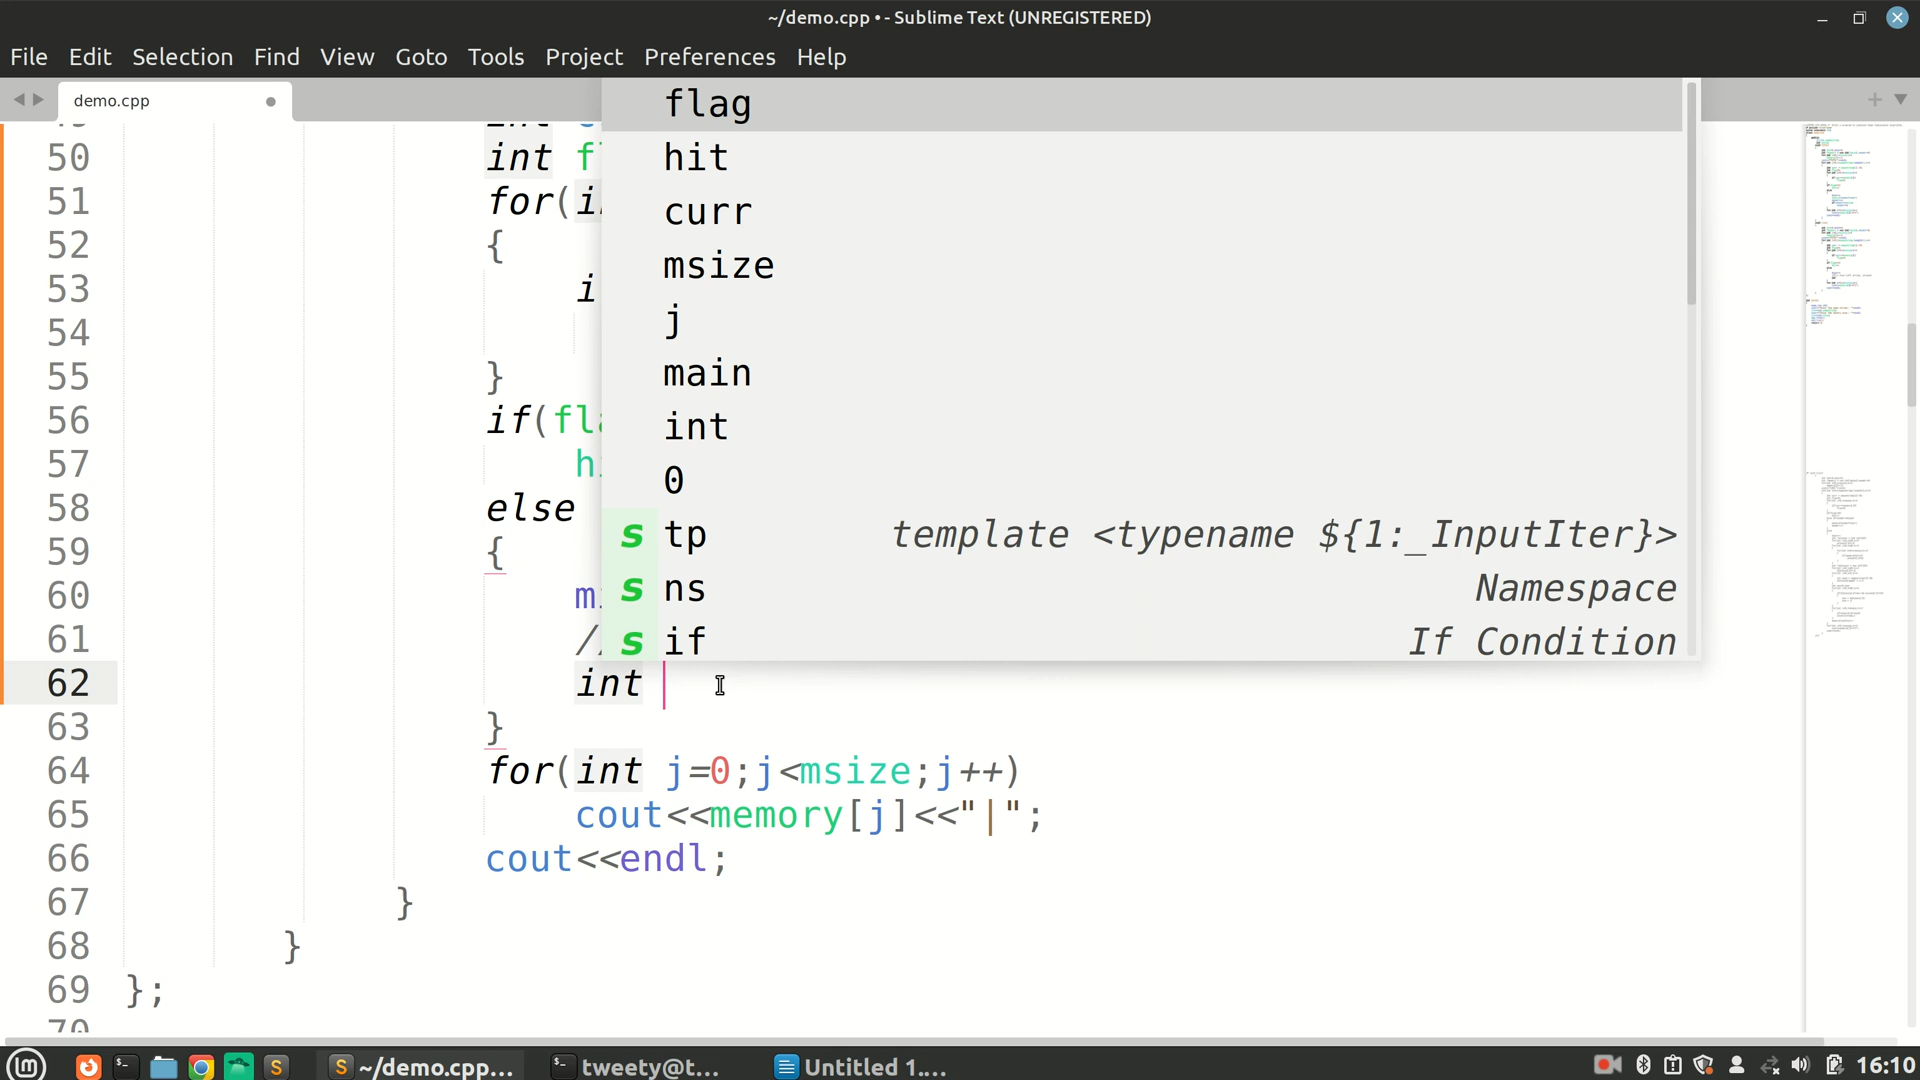 ~/demo.cpp • - Sublime Text (UNREGISTERED)
File Edit Selection Find View Goto Tools Project Preferences Help
demo.cpp
50 int f
51 for(i
52 {
53 i
54
55 }
56 if(fla
57 hi
58 else
59 {
60 m
61 //
62 int
63 }
64 for(int j=0;j<msize;j++)
65 cout<<memory[j]<<"|";
66 cout<<endl;
67 }
68 }
69 };
70
flag
hit
curr
msize
j
main
int
0
s tp template <typename ${1:_InputIter}>
s ns Namespace
s if If Condition
~/demo.cpp...
tweety@t...
Untitled 1....
16:10